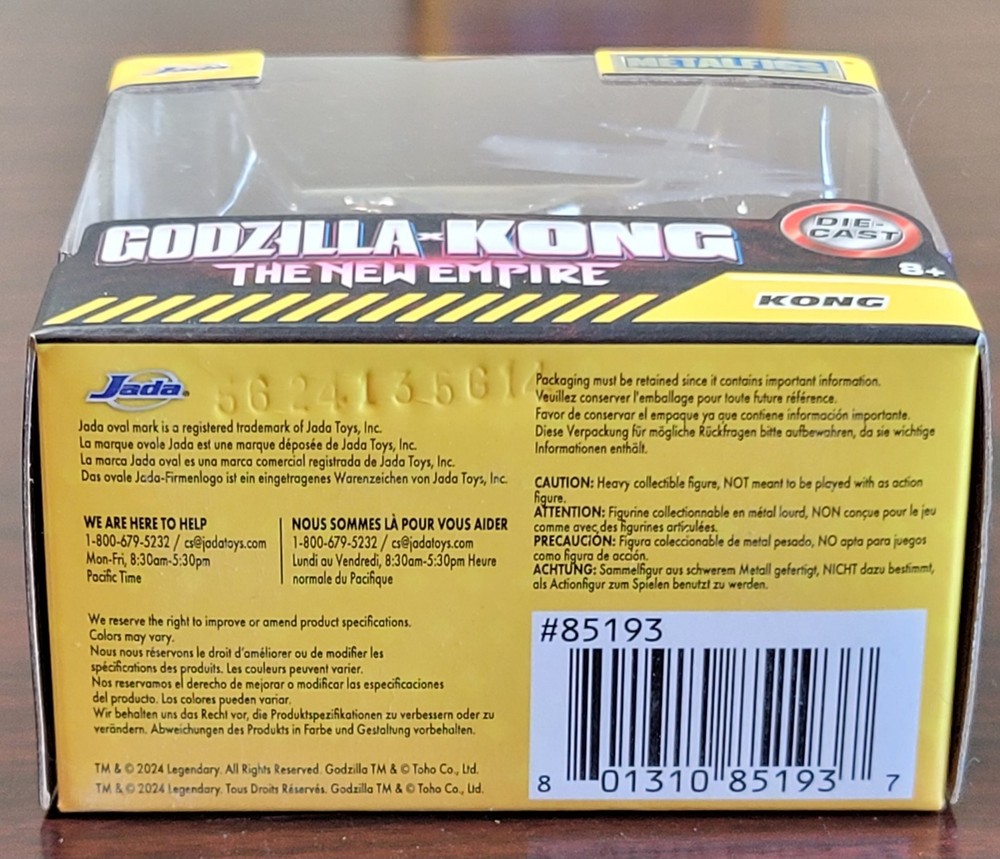 Jada
METALFIGS
GODZILLA x KONG
THE NEW EMPIRE
DIE-CAST
8+
KONG
Jada
56 2413 5614
Jada oval mark is a registered trademark of Jada Toys, Inc.
La marque ovale Jada est une marque déposée de Jada Toys, Inc.
La marca Jada oval es una marca comercial registrada de Jada Toys, Inc.
Das ovale Jada-Firmenlogo ist ein eingetragenes Warenzeichen von Jada Toys, Inc.
WE ARE HERE TO HELP
1-800-679-5232 / cs@jadatoys.com
Mon-Fri, 8:30am-5:30pm
Pacific Time
NOUS SOMMES LÀ POUR VOUS AIDER
1-800-679-5232 / cs@jadatoys.com
Lundi au Vendredi, 8:30am-5:30pm Heure
normale du Pacifique
We reserve the right to improve or amend product specifications.
Colors may vary.
Nous nous réservons le droit d'améliorer ou de modifier les
spécifications des produits. Les couleurs peuvent varier.
Nos reservamos el derecho de mejorar o modificar las especificaciones
del producto. Los colores pueden variar.
Wir behalten uns das Recht vor, die Produktspezifikationen zu verbessern oder zu
verändern. Abweichungen des Produkts in Farbe und Gestaltung vorbehalten.
TM & © 2024 Legendary. All Rights Reserved. Godzilla TM & © Toho Co., Ltd.
TM & © 2024 Legendary. Tous Droits Réservés. Godzilla TM & © Toho Co., Ltd.
Packaging must be retained since it contains important information.
Veuillez conserver l'emballage pour toute future référence.
Favor de conservar el empaque ya que contiene información importante.
Diese Verpackung für mögliche Rückfragen bitte aufbewahren, da sie wichtige
Informationen enthält.
CAUTION: Heavy collectible figure, NOT meant to be played with as action
figure.
ATTENTION: Figurine collectionnable en métal lourd, NON conçue pour le jeu
comme avec des figurines articulées.
PRECAUCIÓN: Figura coleccionable de metal pesado, NO apta para juegos
como figura de acción.
ACHTUNG: Sammelfigur aus schwerem Metall gefertigt, NICHT dazu bestimmt,
als Actionfigur zum Spielen benutzt zu werden.
#85193
8 01310 85193 7